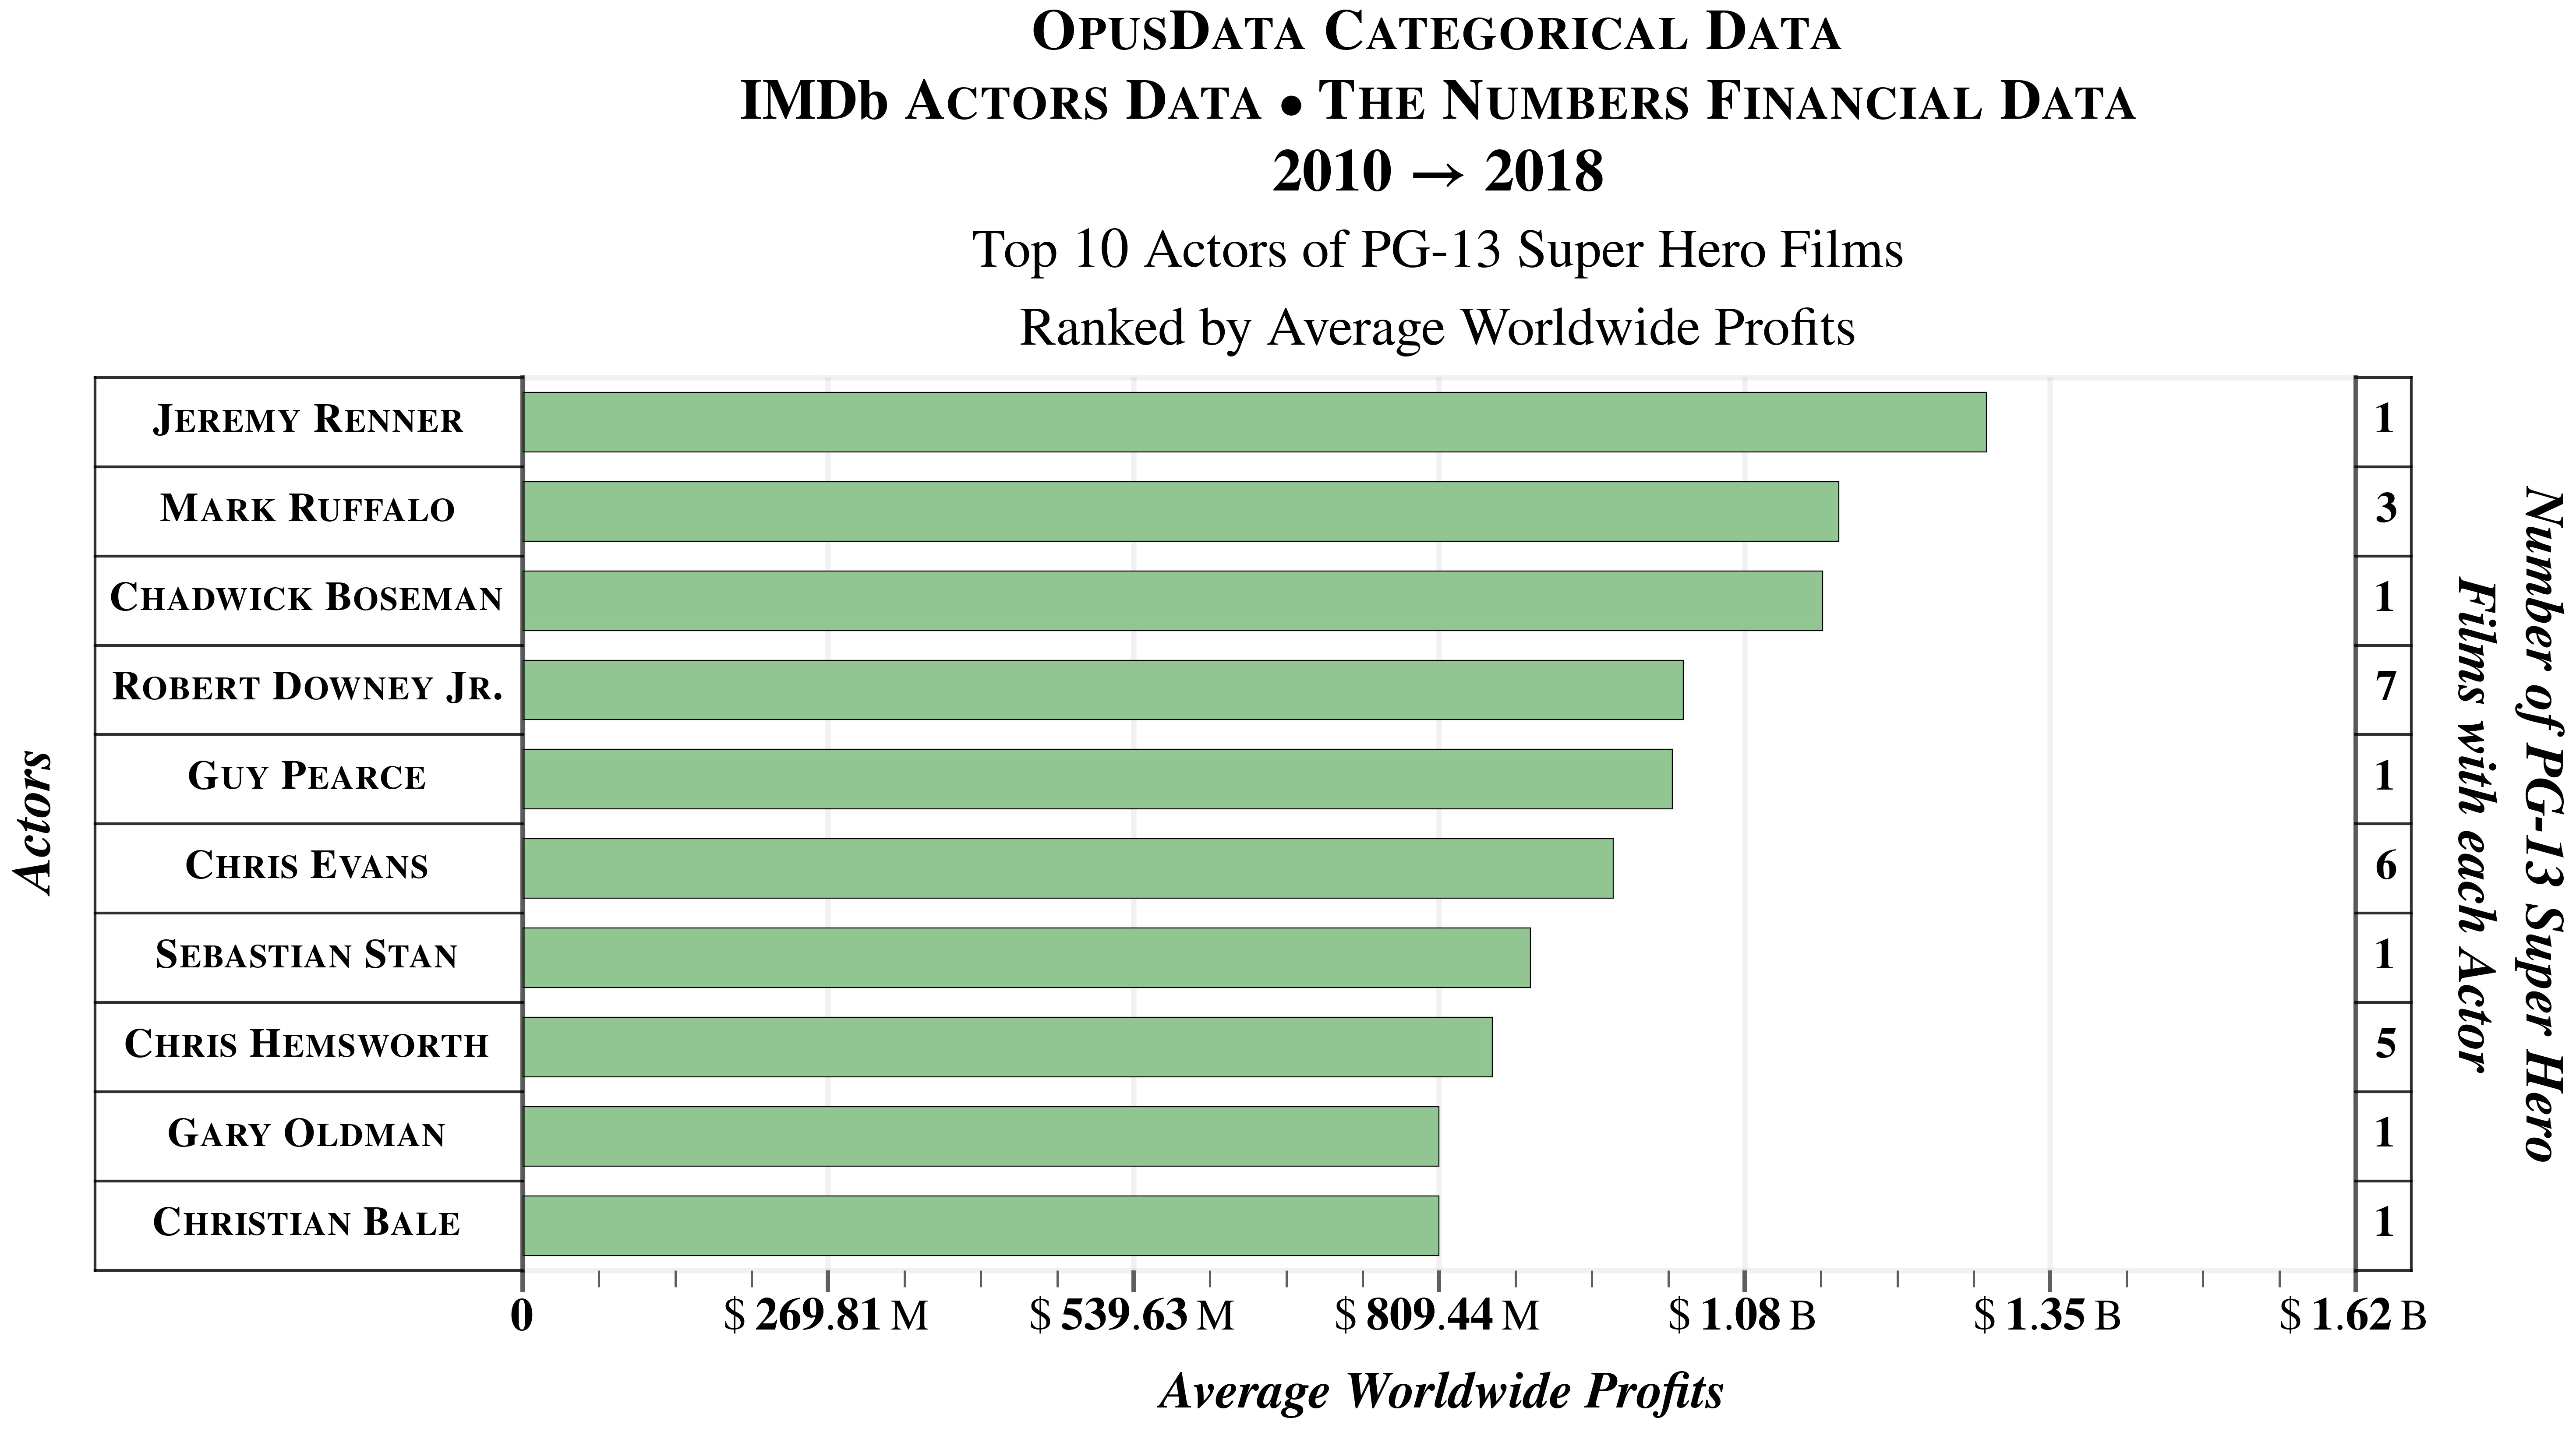 OpusData Categorical Data
IMDb Actors Data • The Numbers Financial Data
2010 → 2018
Top 10 Actors of PG-13 Super Hero Films
Ranked by Average Worldwide Profits
Actors
Jeremy Renner 1
Mark Ruffalo 3
Chadwick Boseman 1
Robert Downey Jr. 7
Guy Pearce 1
Chris Evans 6
Sebastian Stan 1
Chris Hemsworth 5
Gary Oldman 1
Christian Bale 1
Number of PG-13 Super Hero
Films with each Actor
0 $ 269.81 M $ 539.63 M $ 809.44 M $ 1.08 B $ 1.35 B $ 1.62 B
Average Worldwide Profits